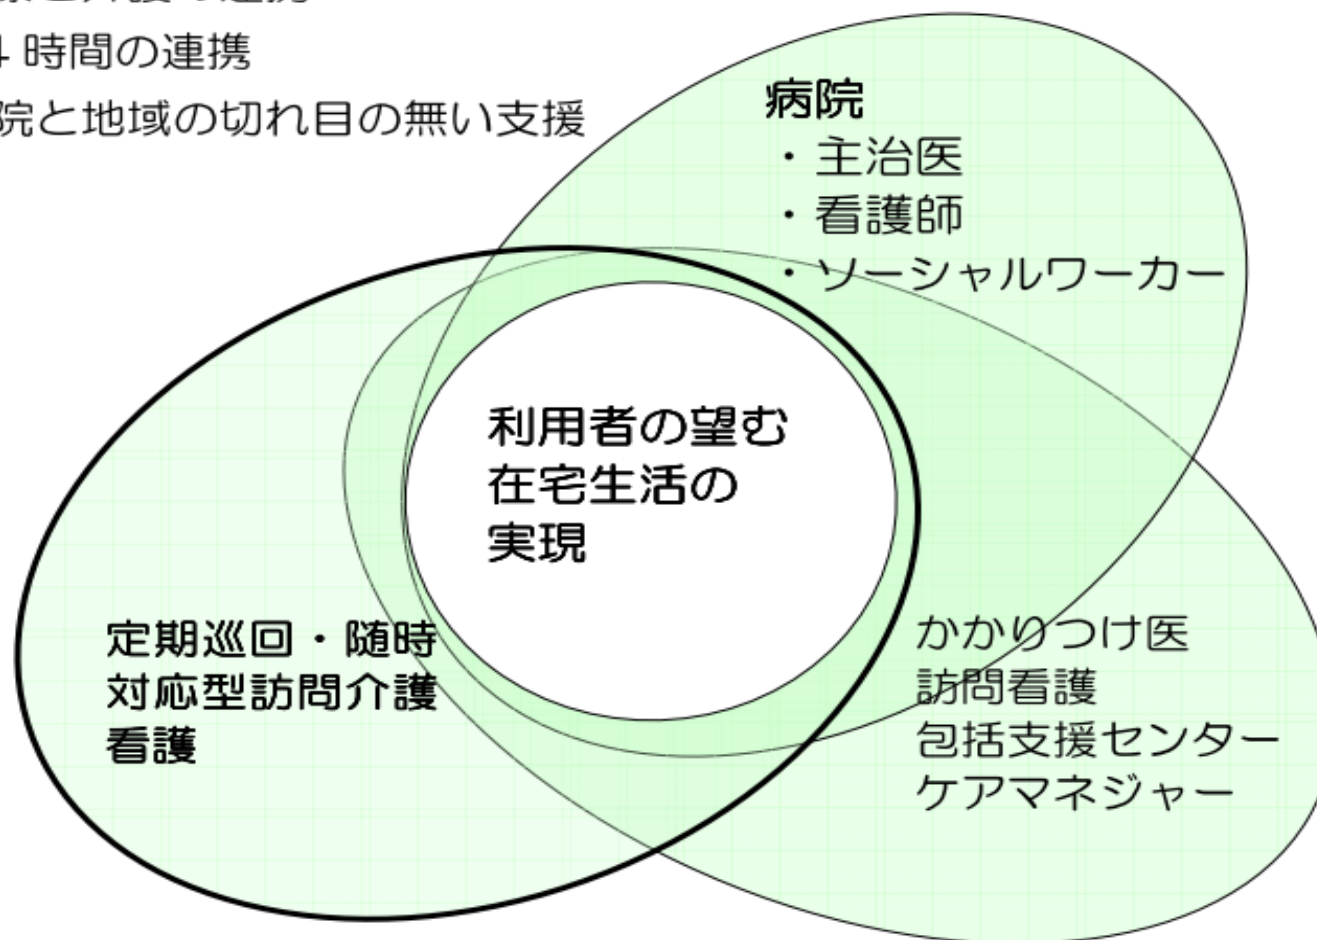 時間の連携
院と地域の切れ目の無い支援
病院
・主治医
・看護師
・ソーシャルワーカー
利用者の望む
在宅生活の
実現
定期巡回・随時
対応型訪問介護
看護
かかりつけ医
訪問看護
包括支援センター
ケアマネジャー